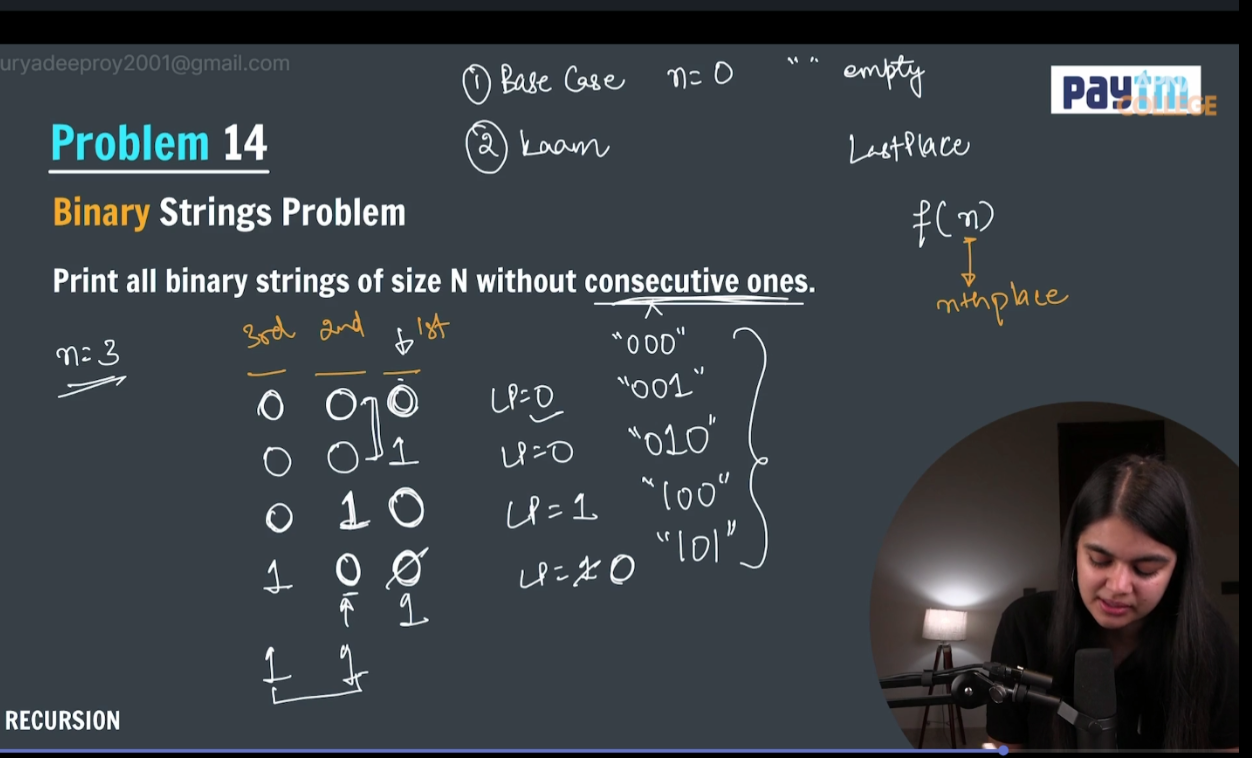 uryadeeproy2001@gmail.com
① Base Case n=0 " " empty
paytm
COLLEGE
Problem 14
② kaam LastPlace
Binary Strings Problem
f(n)
nthplace
Print all binary strings of size N without consecutive ones.
n=3
3rd 2nd 1st
"000"
0 0 0 LP=0 "001"
0 0 1 LP=0 "010"
0 1 0 LP=1 "100"
1 0 0 LP=1 0 "101"
1
1 1
RECURSION